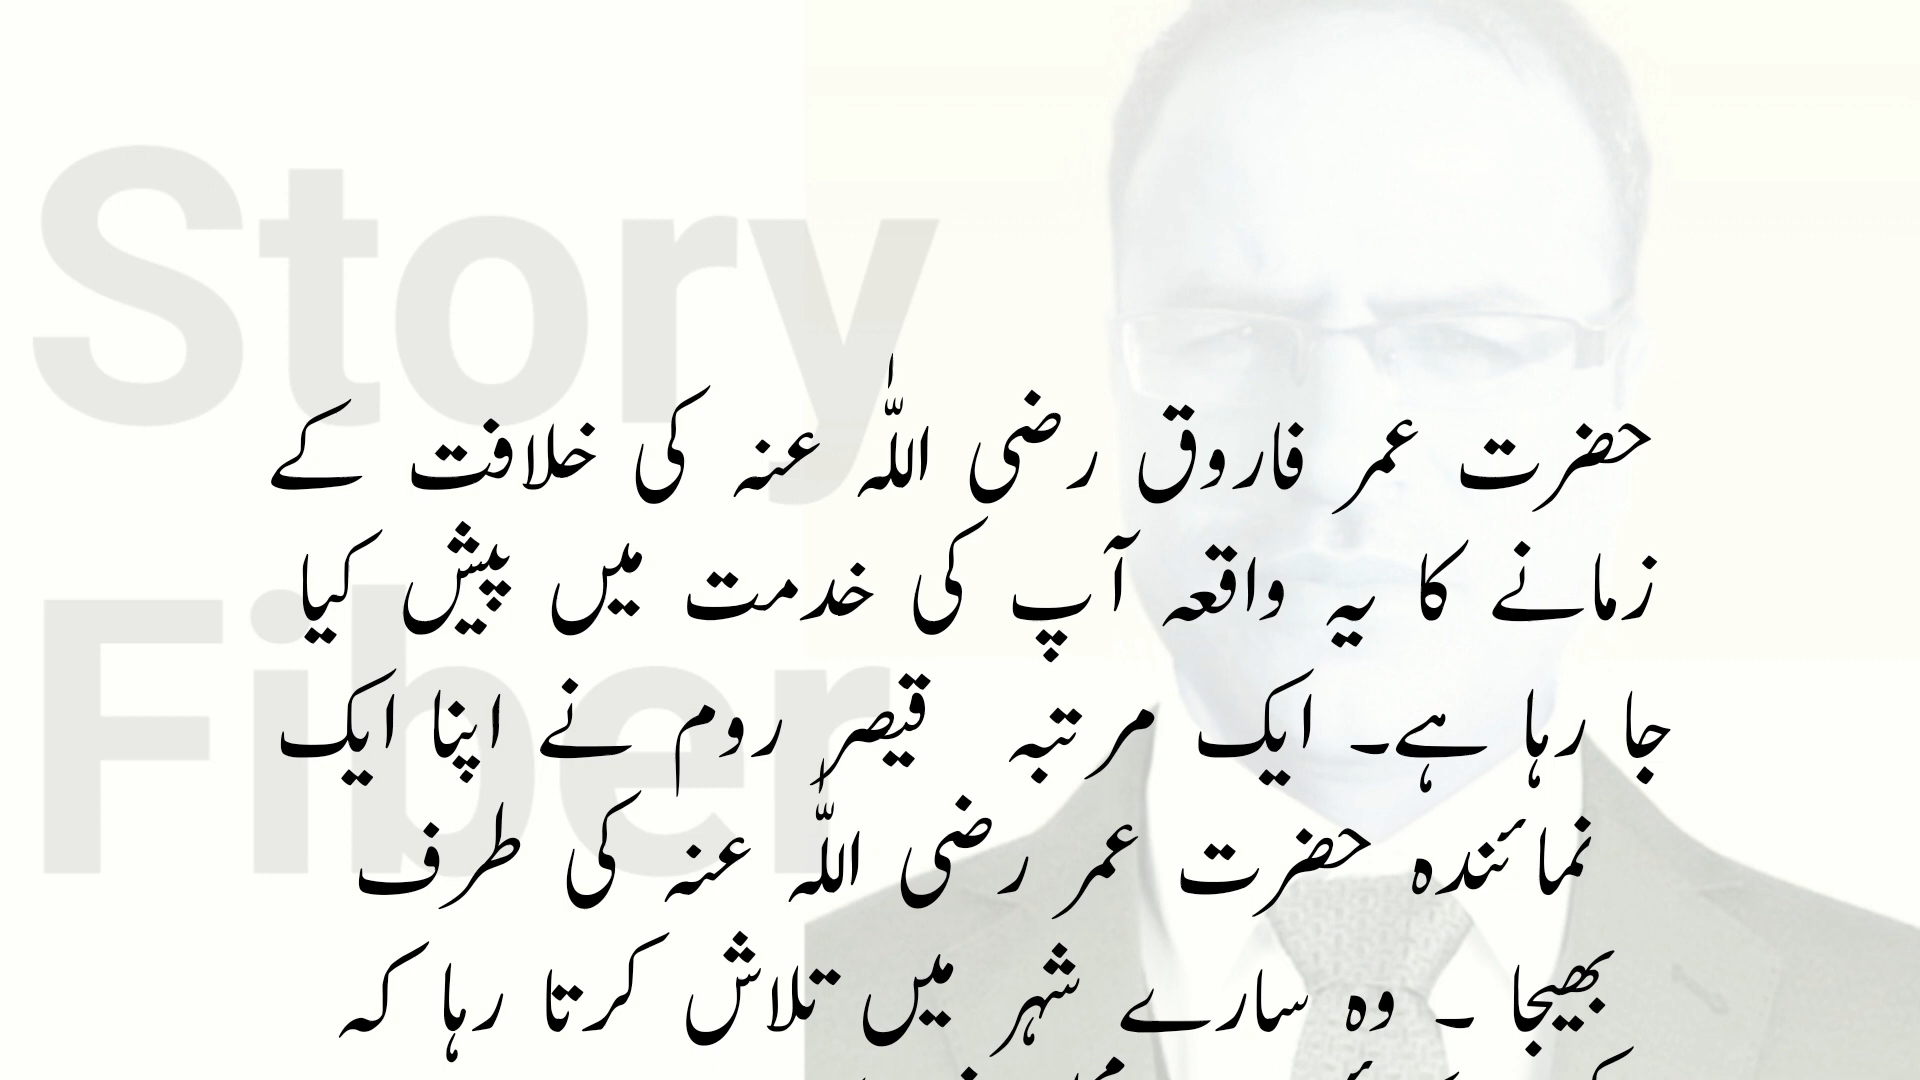 Story
Fiber
حضرت عمر فاروق رضی اللّٰہ عنہ کی خلافت کے
زمانے کا یہ واقعہ آپ کی خدمت میں پیش کیا
جا رہا ہے۔ ایک مرتبہ قیصر روم نے اپنا ایک
نمائندہ حضرت عمر رضی اللّٰہ عنہ کی طرف
بھیجا ۔ وہ سارے شہر میں تلاش کرتا رہا کہ